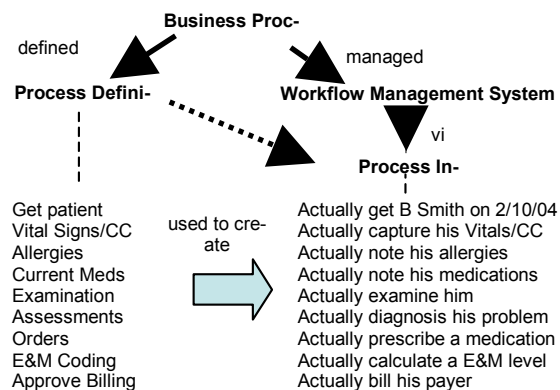 Business Proc-
defined
managed
Process Defini-
Workflow Management System
vi
Process In-
Get patient
Vital Signs/CC
Allergies
Current Meds
Examination
Assessments
Orders
E&M Coding
Approve Billing
used to cre-
ate
Actually get B Smith on 2/10/04
Actually capture his Vitals/CC
Actually note his allergies
Actually note his medications
Actually examine him
Actually diagnosis his problem
Actually prescribe a medication
Actually calculate a E&M level
Actually bill his payer